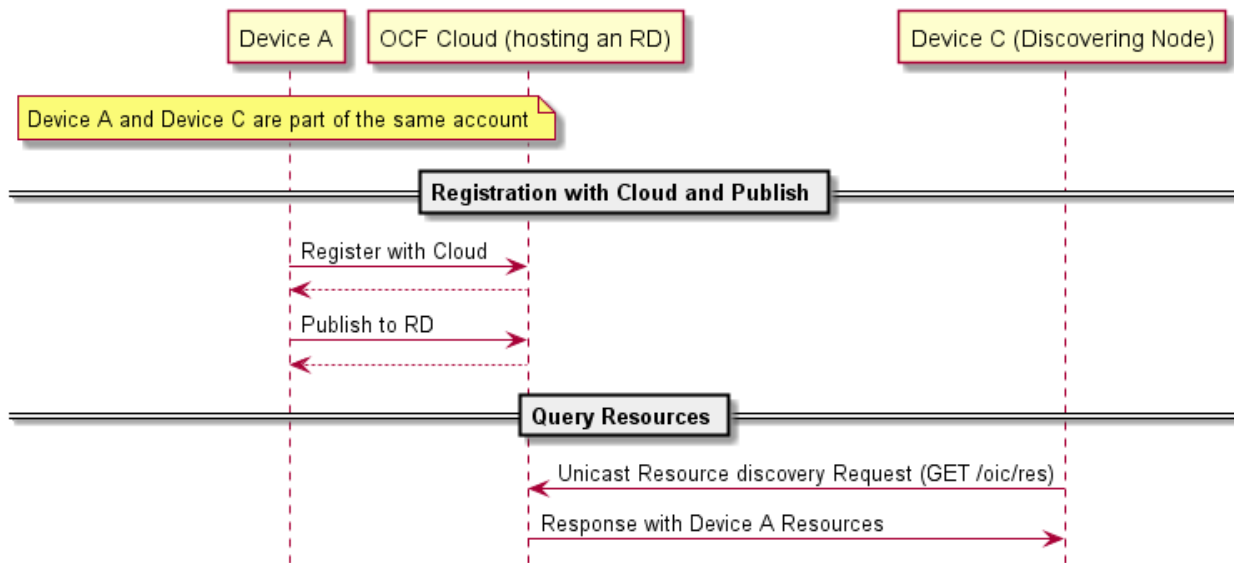 Device A
OCF Cloud (hosting an RD)
Device C (Discovering Node)
Device A and Device C are part of the same account
Registration with Cloud and Publish
Register with Cloud
Publish to RD
Query Resources
Unicast Resource discovery Request (GET /oic/res)
Response with Device A Resources